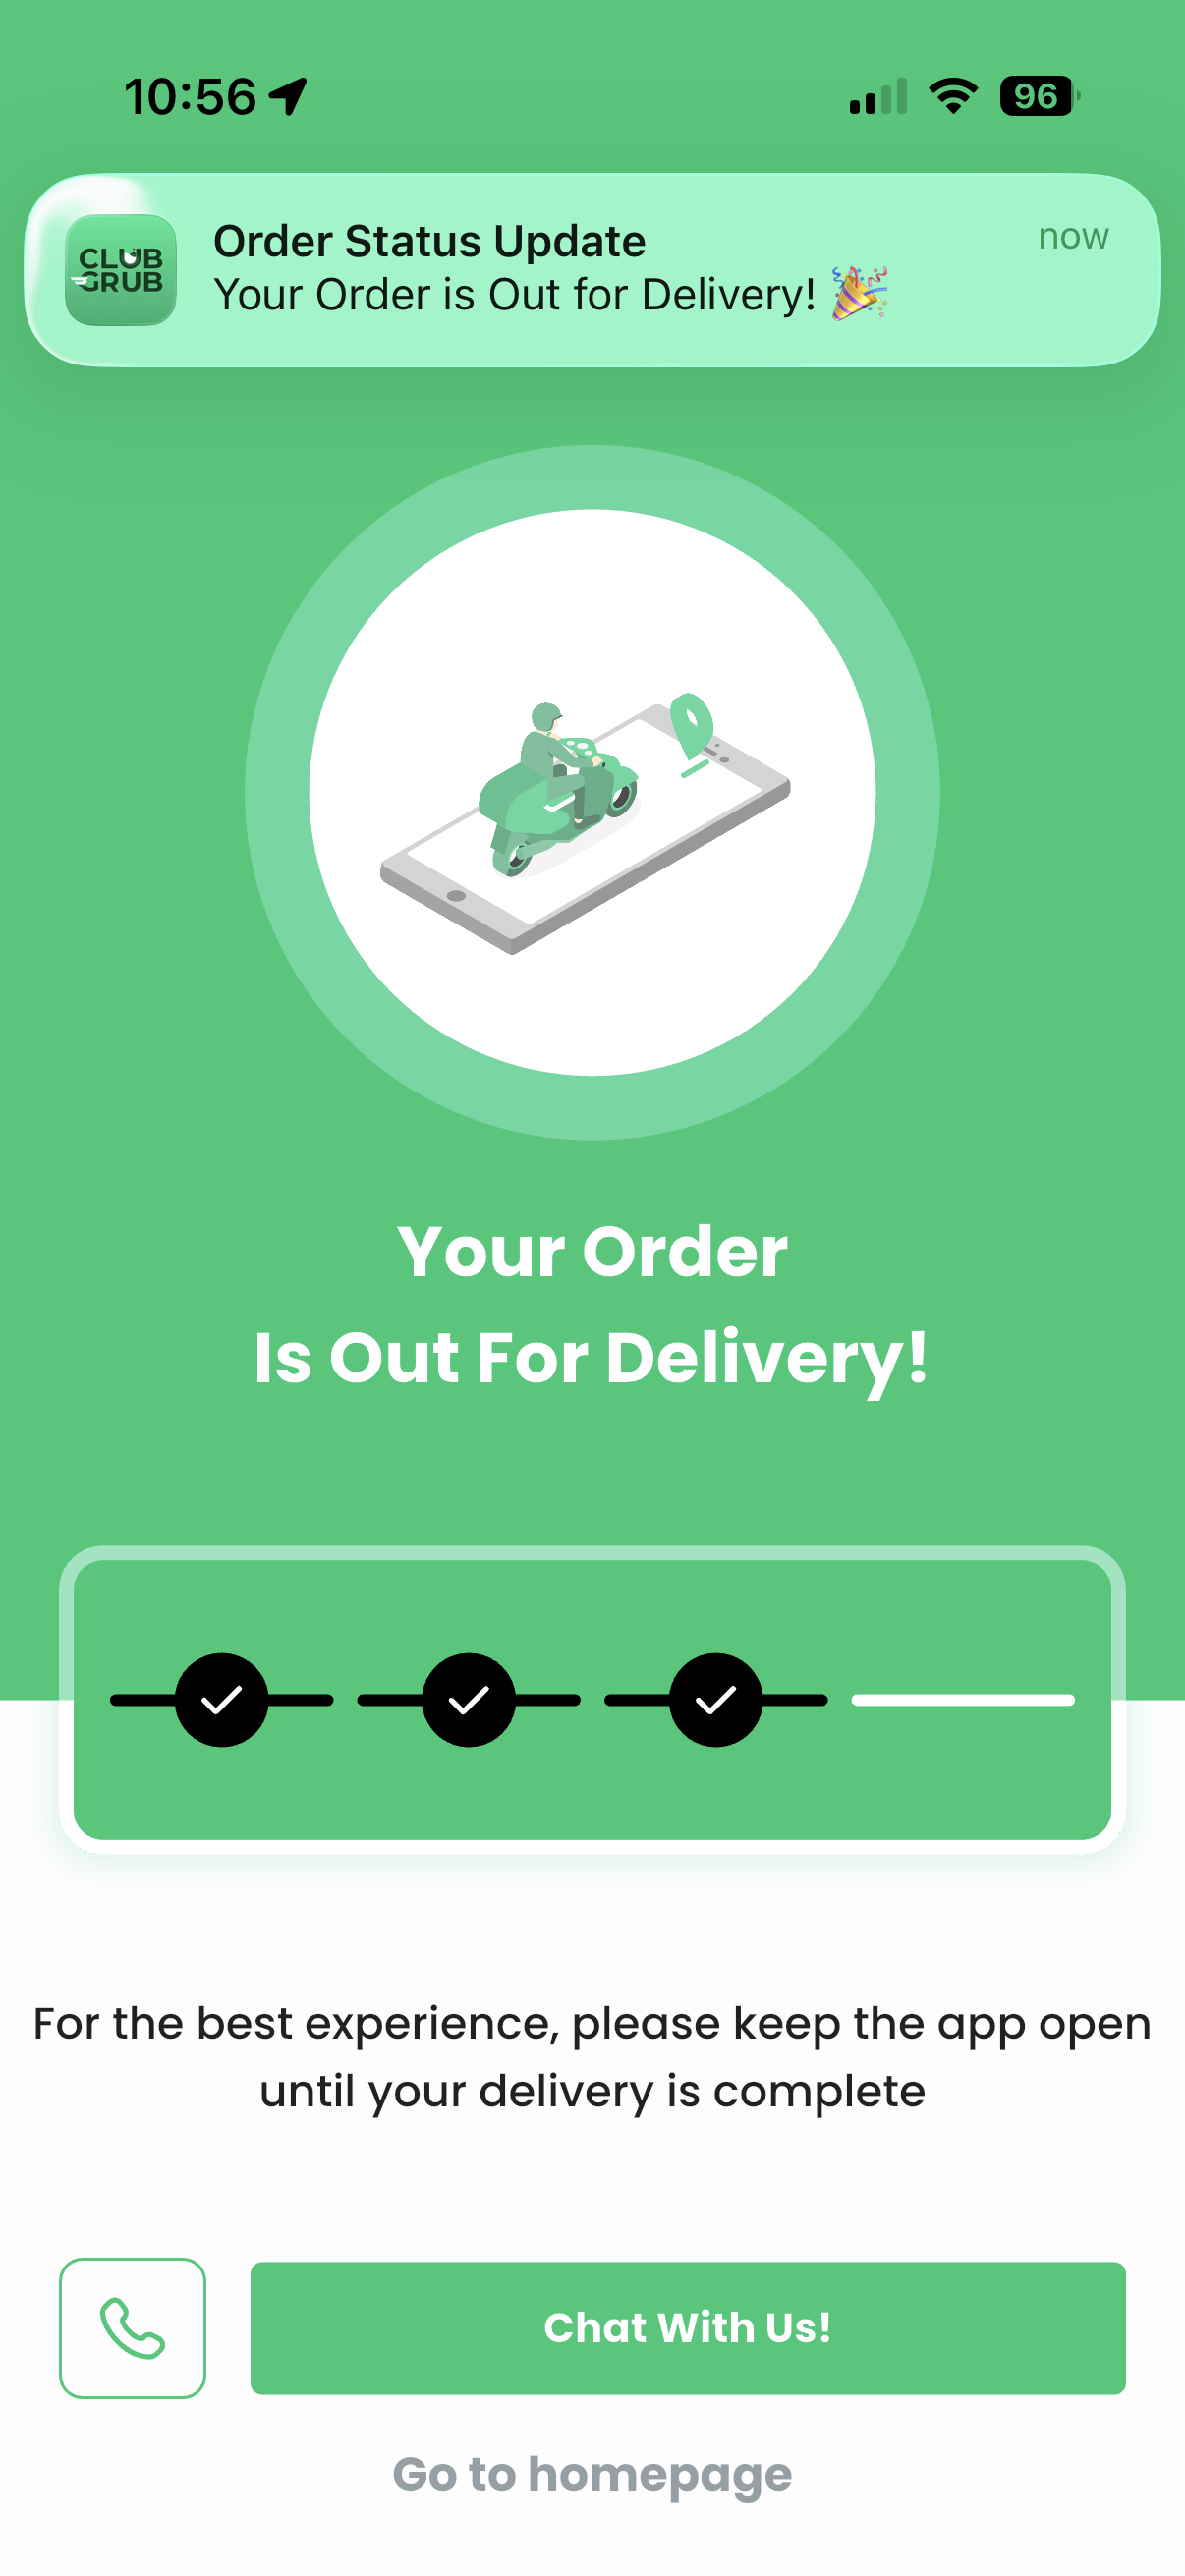 10:56
96
CLUB
GRUB
Order Status Update
now
Your Order is Out for Delivery! 🎉
Your Order
Is Out For Delivery!
For the best experience, please keep the app open
until your delivery is complete
Chat With Us!
Go to homepage